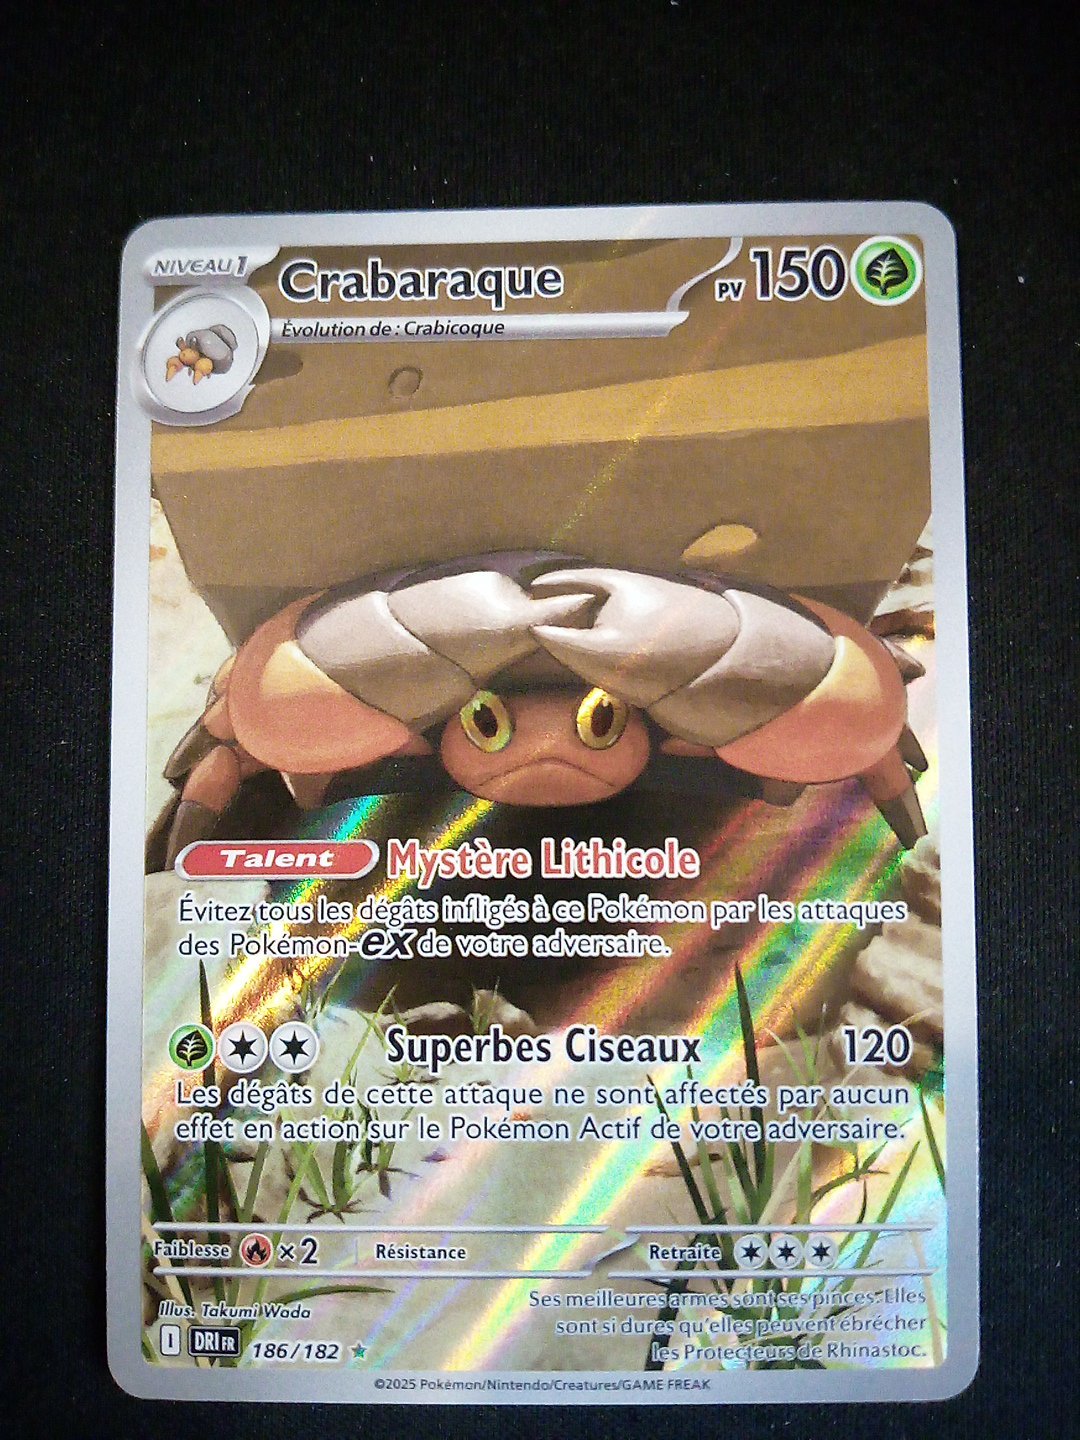 NIVEAU 1
Crabaraque
PV 150
Évolution de : Crabicoque
Talent Mystère Lithicole
Évitez tous les dégâts infligés à ce Pokémon par les attaques
des Pokémon-ex de votre adversaire.
Superbes Ciseaux 120
Les dégâts de cette attaque ne sont affectés par aucun
effet en action sur le Pokémon Actif de votre adversaire.
Faiblesse ×2 Résistance Retraite
Illus. Takumi Wada
Ses meilleures armes sont ses pinces. Elles
sont si dures qu'elles peuvent ébrécher
les Protecteurs de Rhinastoc.
I DRI FR 186/182
©2025 Pokémon/Nintendo/Creatures/GAME FREAK